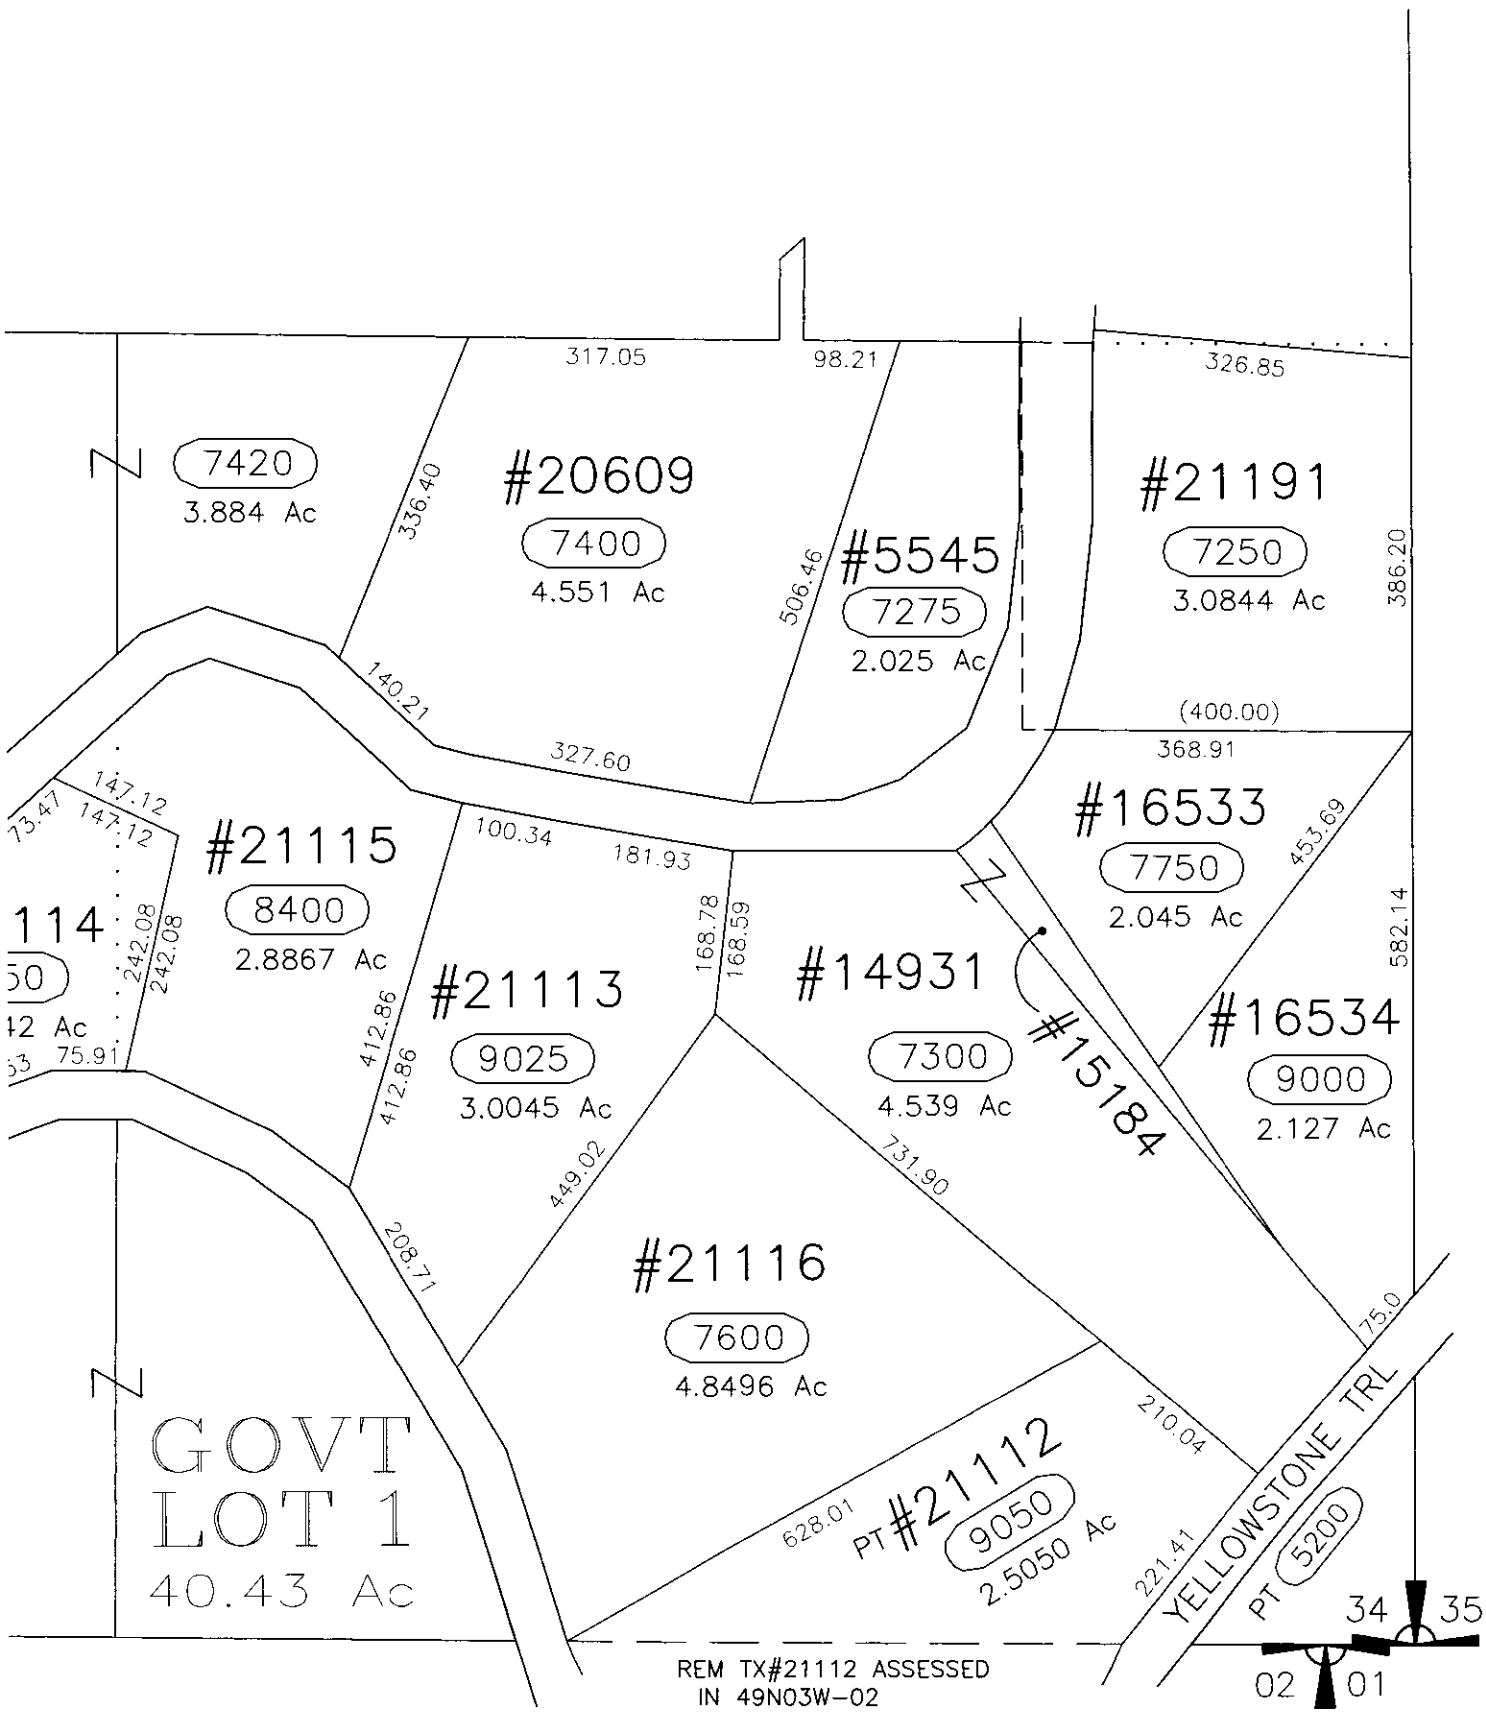 317.05
98.21
326.85
7420
3.884 Ac
336.40
#20609
7400
4.551 Ac
506.46
#5545
7275
2.025 Ac
#21191
7250
3.0844 Ac
386.20
140.21
327.60
(400.00)
368.91
73.47
147.12
147.12
#21115
8400
2.8867 Ac
100.34
181.93
#16533
7750
2.045 Ac
453.69
582.14
114
50
42 Ac
53
75.91
242.08
242.08
412.86
412.86
#21113
9025
3.0045 Ac
168.78
168.59
#14931
7300
4.539 Ac
#15184
#16534
9000
2.127 Ac
449.02
731.90
208.71
#21116
7600
4.8496 Ac
75.0
210.04
GOVT
LOT 1
40.43 Ac
628.01
PT #21112
9050
2.5050 Ac
221.41
YELLOWSTONE TRL
PT 5200
34 35
02 01
REM TX#21112 ASSESSED
IN 49N03W-02